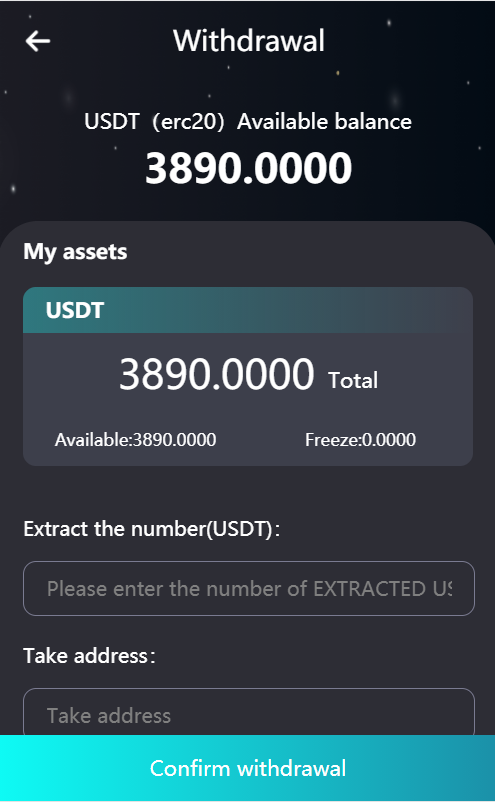 Withdrawal
USDT（erc20）Available balance
3890.0000
My assets
USDT
3890.0000 Total
Available:3890.0000 Freeze:0.0000
Extract the number(USDT)：
Please enter the number of EXTRACTED US
Take address：
Take address
Confirm withdrawal